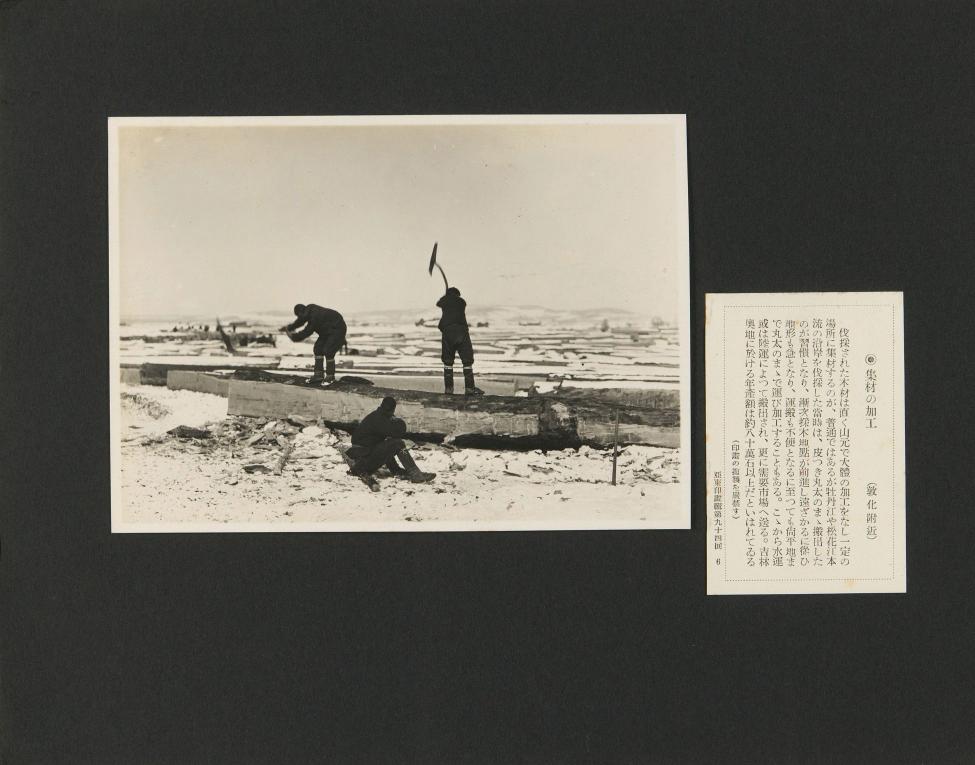 ◉集材の加工 (敦化附近)
伐採された木材は直く山元で大體の加工をなし一定の
場所に集材するのが、普通ではあるが牡丹江や松花江本
流の沿岸を伐採した當時は、皮つき丸太のまゝ搬出した
のが習慣となり、漸次採木地點が前進し遠ざかるに從ひ
地形も急となり、運搬も不便となるに至つても尙平地ま
で丸太のまゝで運び加工することもある。こゝから水運
或は陸運によつて搬出され、更に需要市場へ送る。吉林
奥地に於ける年產額は約八十萬石以上だといはれてゐる
(印畫の複製を嚴禁す)
亞東印畫輯第九十四回 6